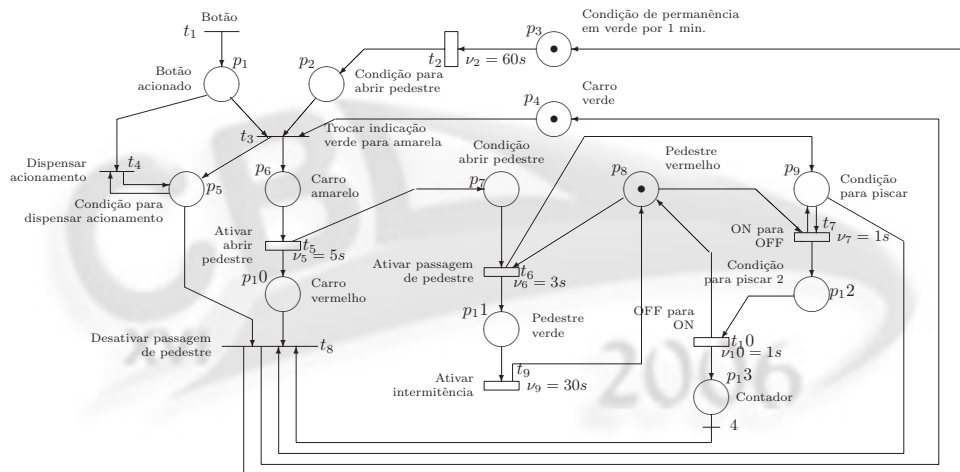 Botão
t1
p1
Botão
acionado
p2
Condição para
abrir pedestre
t2
ν2 = 60s
p3
Condição de permanência
em verde por 1 min.
p4
Carro
verde
t3
Trocar indicação
verde para amarela
Dispensar
acionamento
t4
Condição para
dispensar acionamento
p5
p6
Carro
amarelo
Condição
abrir pedestre
p7
Pedestre
vermelho
p8
p9
Condição
para piscar
Ativar
abrir
pedestre
t5
ν5 = 5s
Ativar passagem
de pedestre
t6
ν6 = 3s
ON para
OFF
t7
ν7 = 1s
p10
Carro
vermelho
Condição
para piscar 2
p12
p11
Pedestre
verde
OFF para
ON
t10
ν10 = 1s
Desativar passagem
de pedestre
t8
Ativar
intermitência
t9
ν9 = 30s
p13
Contador
4
CBA
XVI
2006